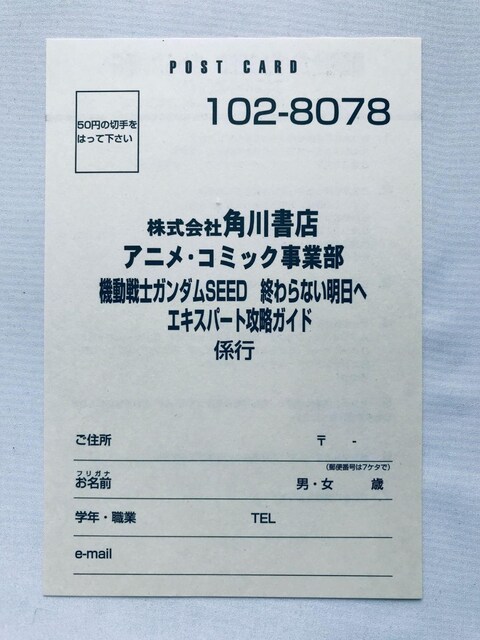 POST CARD
50円の切手を
はって下さい
102-8078
株式会社角川書店
アニメ・コミック事業部
機動戦士ガンダムSEED 終わらない明日へ
エキスパート攻略ガイド
係行
ご住所 〒 -
（郵便番号は7ケタで）
フリガナ
お名前 男・女 歳
学年・職業 TEL
e-mail